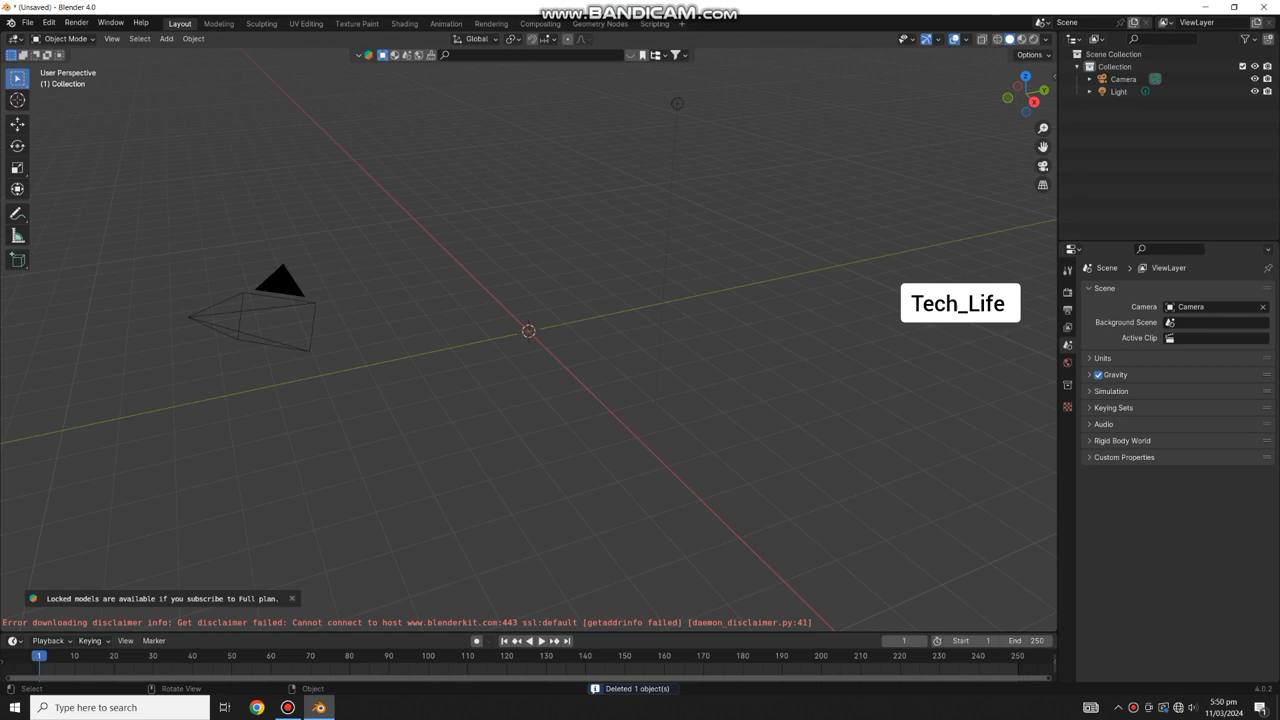 * (Unsaved) - Blender 4.0
www.BANDICAM.com
File Edit Render Window Help
Layout Modeling Sculpting UV Editing Texture Paint Shading Animation Rendering Compositing Geometry Nodes Scripting
Scene ViewLayer
Object Mode View Select Add Object
Global
Options
User Perspective
(1) Collection
Scene Collection
Collection
Camera
Light
Scene ViewLayer
Scene
Camera Camera
Background Scene
Active Clip
Units
Gravity
Simulation
Keying Sets
Audio
Rigid Body World
Custom Properties
Z
Y
X
Tech_Life
Locked models are available if you subscribe to Full plan.
Error downloading disclaimer info: Get disclaimer failed: Cannot connect to host www.blenderkit.com:443 ssl:default [getaddrinfo failed] [daemon_disclaimer.py:41]
Playback Keying View Marker
1 Start 1 End 250
1 10 20 30 40 50 60 70 80 90 100 110 120 130 140 150 160 170 180 190 200 210 220 230 240 250
Select Rotate View Object
Deleted 1 object(s)
4.0.2
Type here to search
5:50 pm
11/03/2024
1